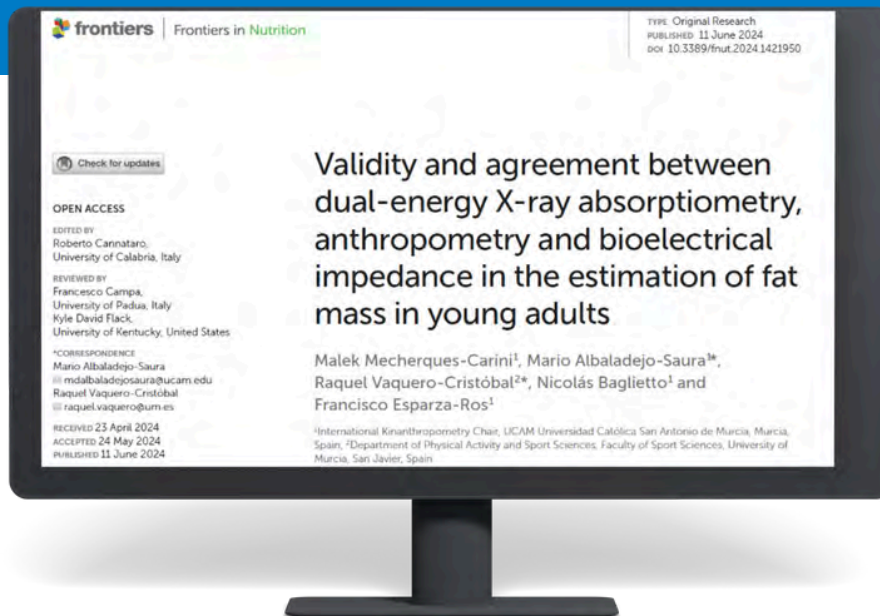 frontiers | Frontiers in Nutrition
TYPE Original Research
PUBLISHED 11 June 2024
DOI 10.3389/fnut.2024.1421950
Check for updates
OPEN ACCESS
EDITED BY
Roberto Cannataro,
University of Calabria, Italy
REVIEWED BY
Francesco Campa,
University of Padua, Italy
Kyle David Flack,
University of Kentucky, United States
*CORRESPONDENCE
Mario Albaladejo-Saura
mdalbaladejosaura@ucam.edu
Raquel Vaquero-Cristóbal
raquel.vaquero@um.es
RECEIVED 23 April 2024
ACCEPTED 24 May 2024
PUBLISHED 11 June 2024
Validity and agreement between
dual-energy X-ray absorptiometry,
anthropometry and bioelectrical
impedance in the estimation of fat
mass in young adults
Malek Mecherques-Carini¹, Mario Albaladejo-Saura¹*,
Raquel Vaquero-Cristóbal²*, Nicolás Baglietto¹ and
Francisco Esparza-Ros¹
¹International Kinanthropometry Chair, UCAM Universidad Católica San Antonio de Murcia, Murcia,
Spain, ²Department of Physical Activity and Sport Sciences, Faculty of Sport Sciences, University of
Murcia, San Javier, Spain